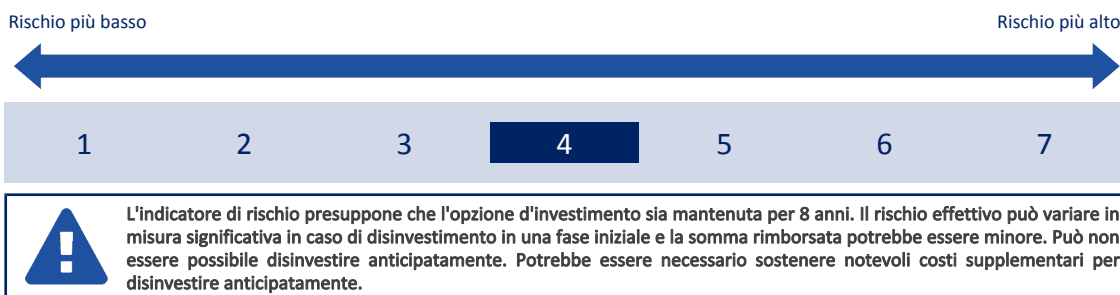 Rischio più basso Rischio più alto
1 2 3 4 5 6 7
L'indicatore di rischio presuppone che l'opzione d'investimento sia mantenuta per 8 anni. Il rischio effettivo può variare in
misura significativa in caso di disinvestimento in una fase iniziale e la somma rimborsata potrebbe essere minore. Può non
essere possibile disinvestire anticipatamente. Potrebbe essere necessario sostenere notevoli costi supplementari per
disinvestire anticipatamente.